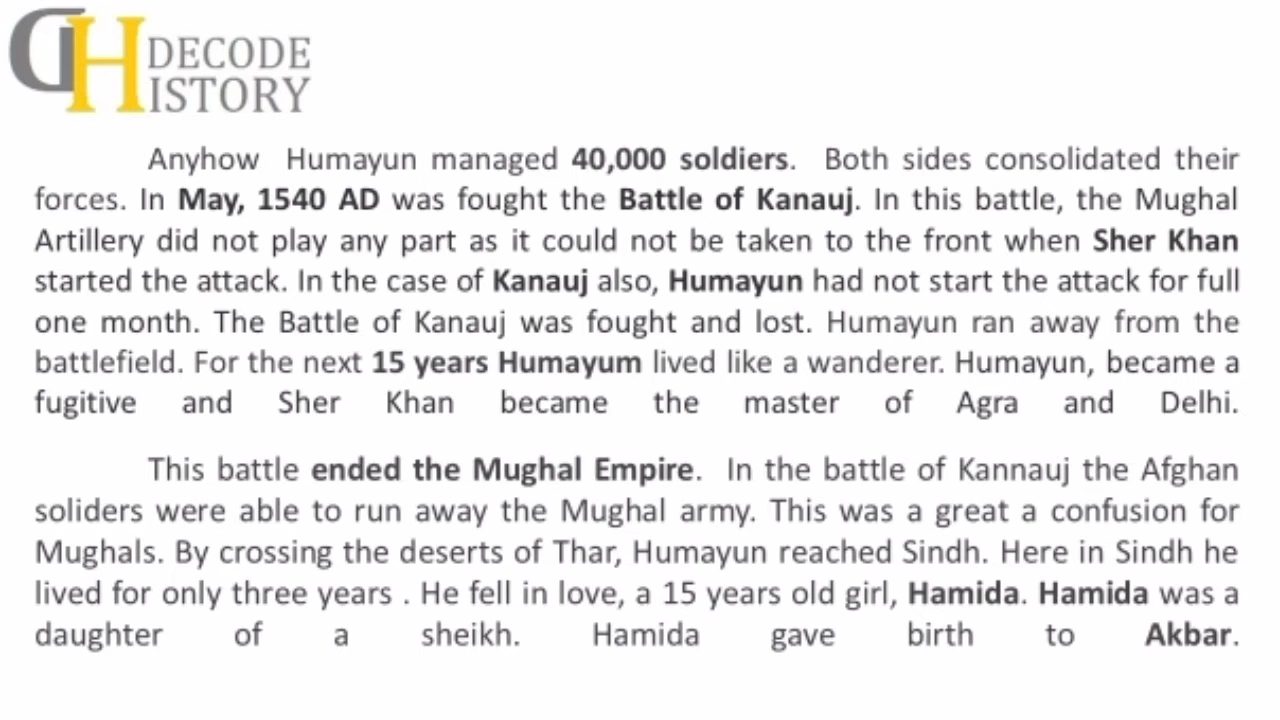 DH DECODE
HISTORY
Anyhow Humayun managed 40,000 soldiers. Both sides consolidated their
forces. In May, 1540 AD was fought the Battle of Kanauj. In this battle, the Mughal
Artillery did not play any part as it could not be taken to the front when Sher Khan
started the attack. In the case of Kanauj also, Humayun had not start the attack for full
one month. The Battle of Kanauj was fought and lost. Humayun ran away from the
battlefield. For the next 15 years Humayum lived like a wanderer. Humayun, became a
fugitive and Sher Khan became the master of Agra and Delhi.
This battle ended the Mughal Empire. In the battle of Kannauj the Afghan
soliders were able to run away the Mughal army. This was a great a confusion for
Mughals. By crossing the deserts of Thar, Humayun reached Sindh. Here in Sindh he
lived for only three years . He fell in love, a 15 years old girl, Hamida. Hamida was a
daughter of a sheikh. Hamida gave birth to Akbar.